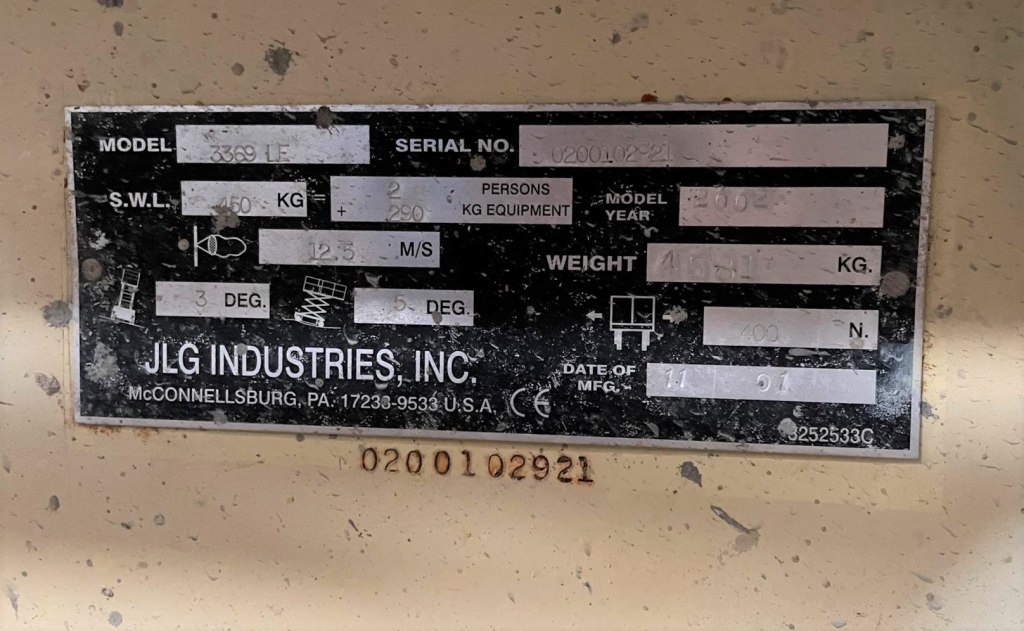 MODEL 3369 LE SERIAL NO. 0200102921
S.W.L. 450 KG = 2 PERSONS
+ 290 KG EQUIPMENT
MODEL YEAR 2002
12.5 M/S
WEIGHT KG.
3 DEG. 5 DEG.
400 N.
JLG INDUSTRIES, INC.
McCONNELLSBURG, PA. 17233-9533 U.S.A. CE
DATE OF MFG. - 11 01
3252533C
0200102921